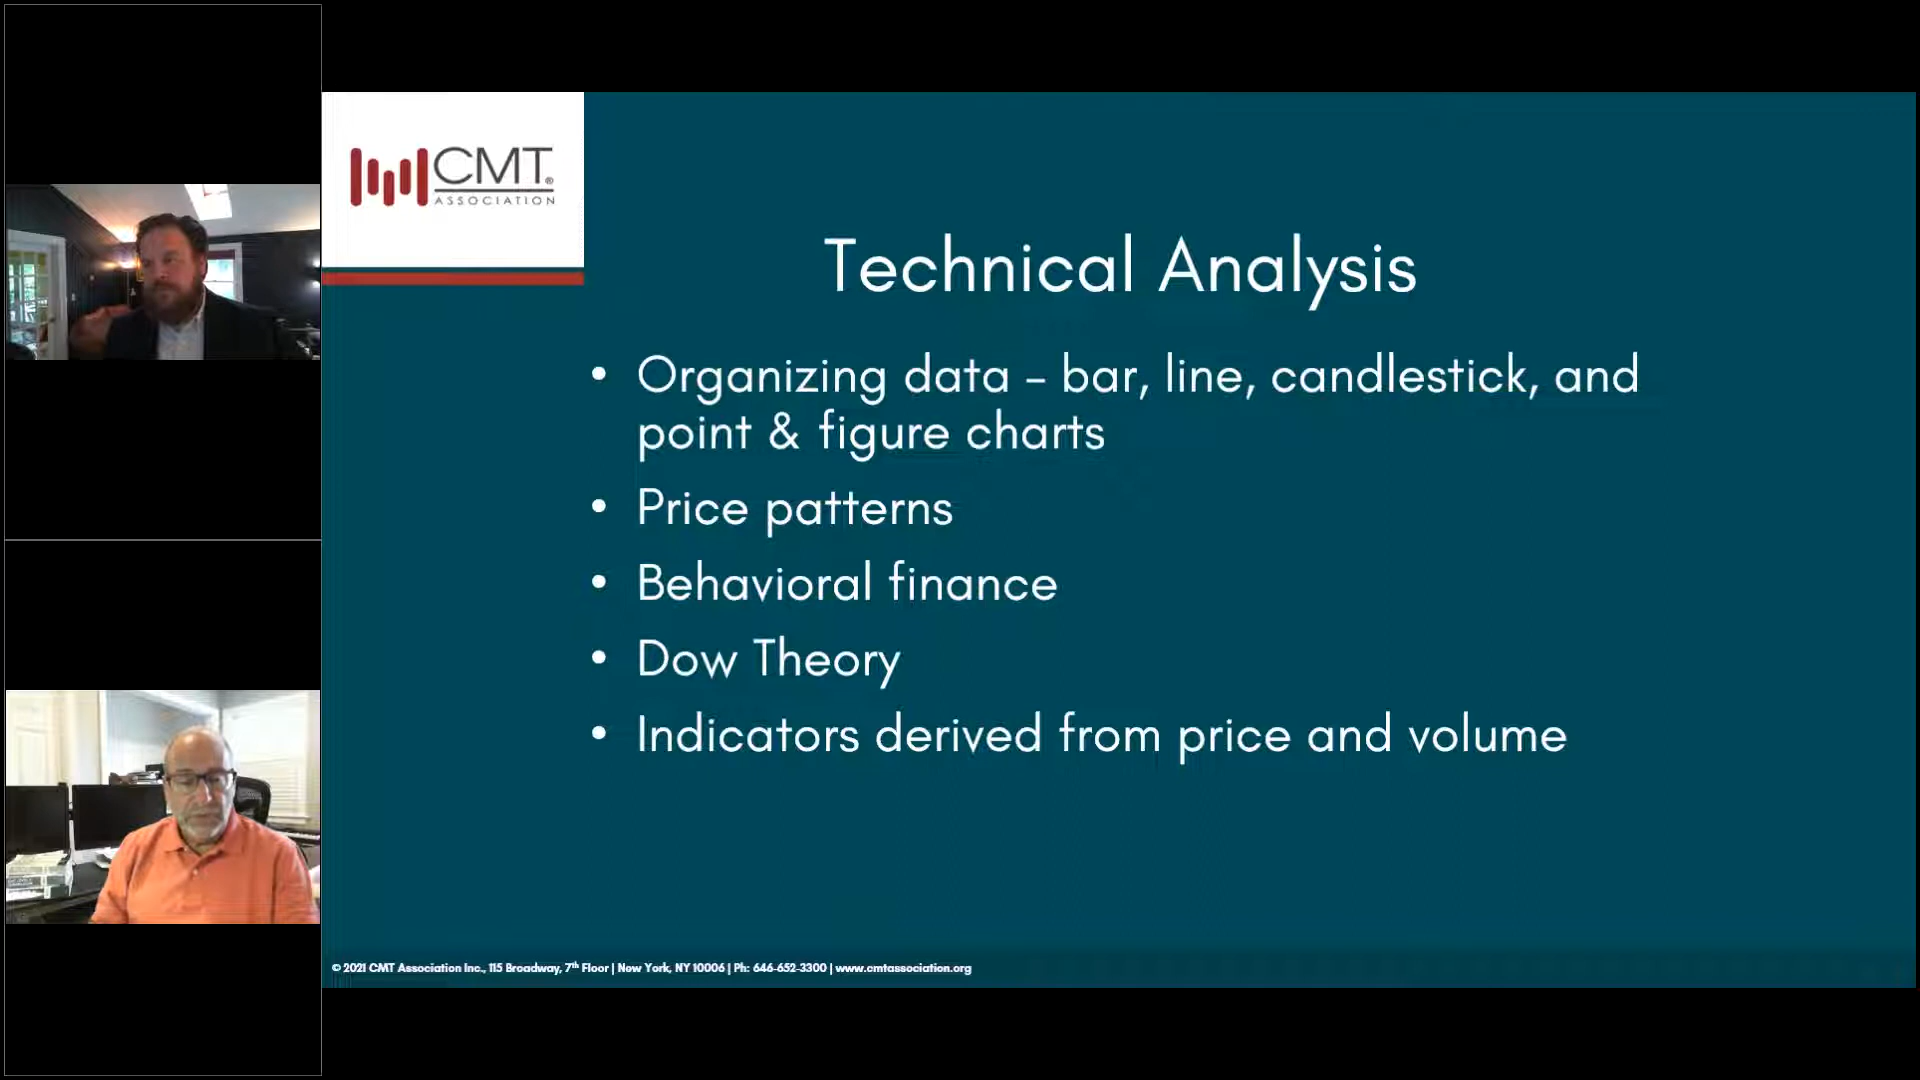 CMT®
ASSOCIATION
Technical Analysis
• Organizing data – bar, line, candlestick, and
point & figure charts
• Price patterns
• Behavioral finance
• Dow Theory
• Indicators derived from price and volume
© 2021 CMT Association Inc., 115 Broadway, 7th Floor | New York, NY 10006 | Ph: 646-652-3300 | www.cmtassociation.org